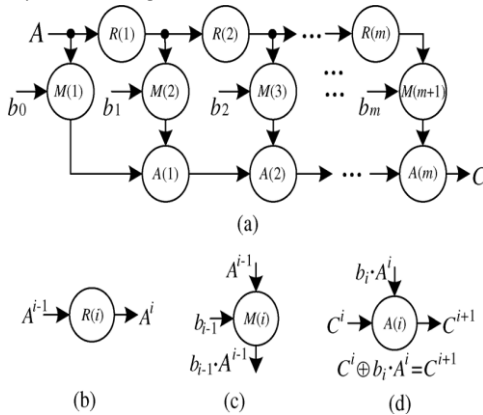 A R(1) R(2) ... R(m)
b0 M(1) b1 M(2) b2 M(3) ... ... bm M(m+1)
A(1) A(2) ... A(m) C
(a)
A^{i-1} R(i) A^i
A^{i-1}
b_{i-1} M(i)
b_{i-1}·A^{i-1}
b_i·A^i
C^i A(i) C^{i+1}
C^i⊕b_i·A^i=C^{i+1}
(b) (c) (d)